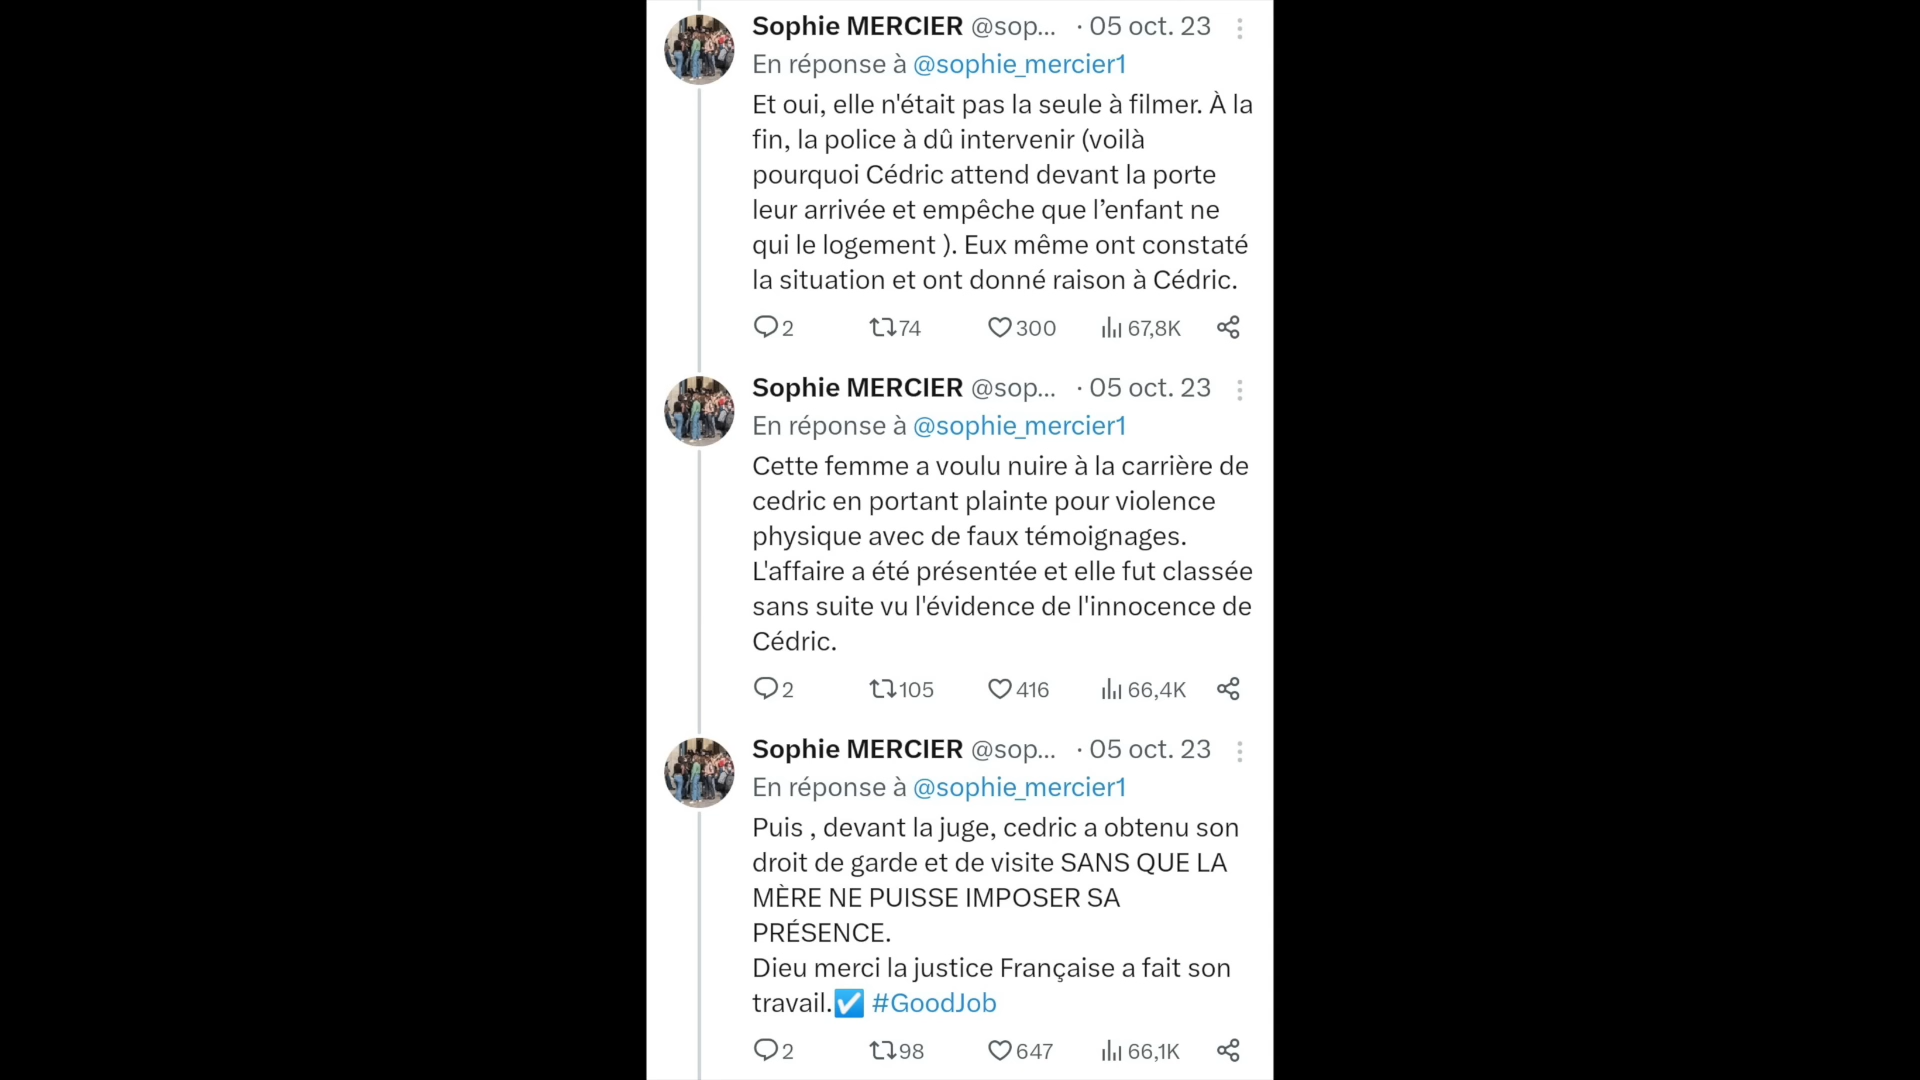 Sophie MERCIER @sop... · 05 oct. 23
En réponse à @sophie_mercier1
Et oui, elle n'était pas la seule à filmer. À la
fin, la police à dû intervenir (voilà
pourquoi Cédric attend devant la porte
leur arrivée et empêche que l’enfant ne
qui le logement ). Eux même ont constaté
la situation et ont donné raison à Cédric.
2 74 300 67,8K
Sophie MERCIER @sop... · 05 oct. 23
En réponse à @sophie_mercier1
Cette femme a voulu nuire à la carrière de
cedric en portant plainte pour violence
physique avec de faux témoignages.
L'affaire a été présentée et elle fut classée
sans suite vu l'évidence de l'innocence de
Cédric.
2 105 416 66,4K
Sophie MERCIER @sop... · 05 oct. 23
En réponse à @sophie_mercier1
Puis , devant la juge, cedric a obtenu son
droit de garde et de visite SANS QUE LA
MÈRE NE PUISSE IMPOSER SA
PRÉSENCE.
Dieu merci la justice Française a fait son
travail.☑️ #GoodJob
2 98 647 66,1K